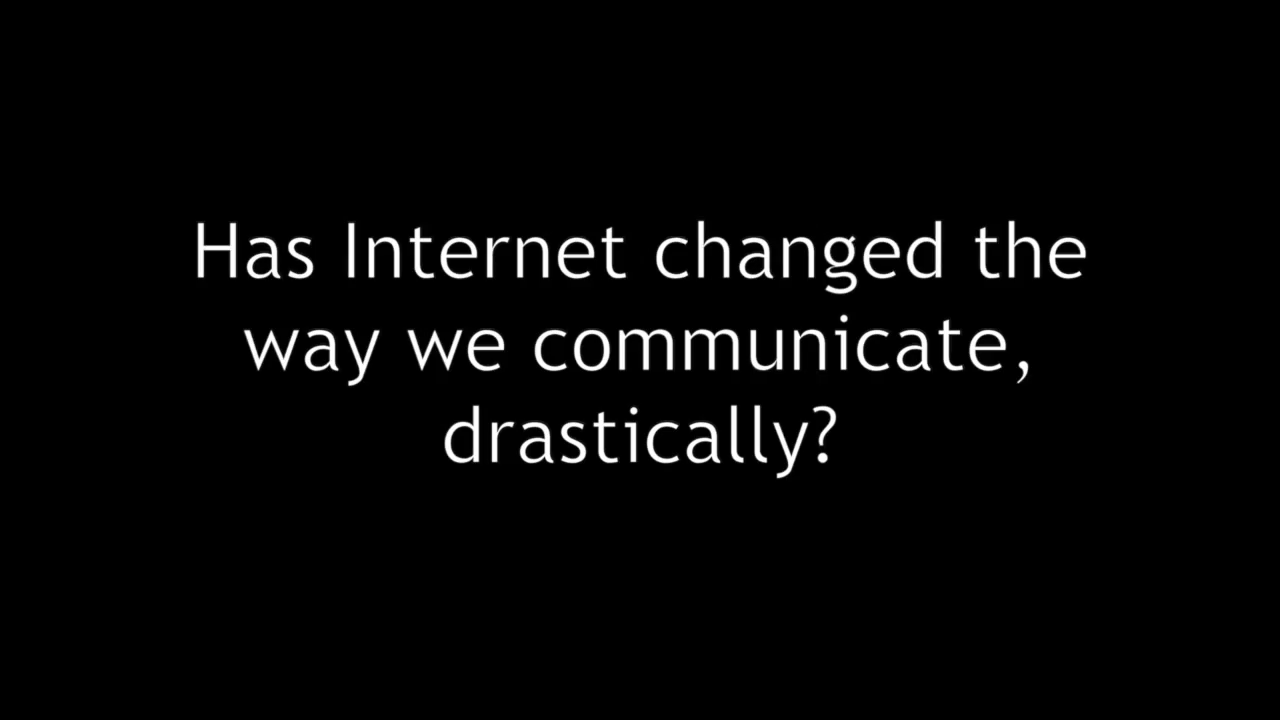 Has Internet changed the
way we communicate,
drastically?